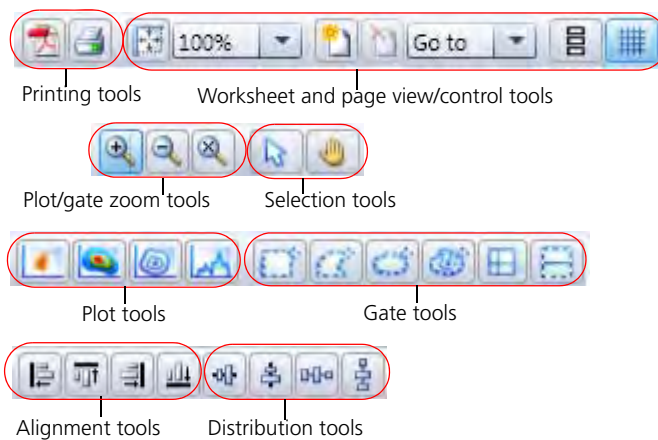 100%
Go to
Printing tools
Worksheet and page view/control tools
Plot/gate zoom tools
Selection tools
Plot tools
Gate tools
Alignment tools
Distribution tools